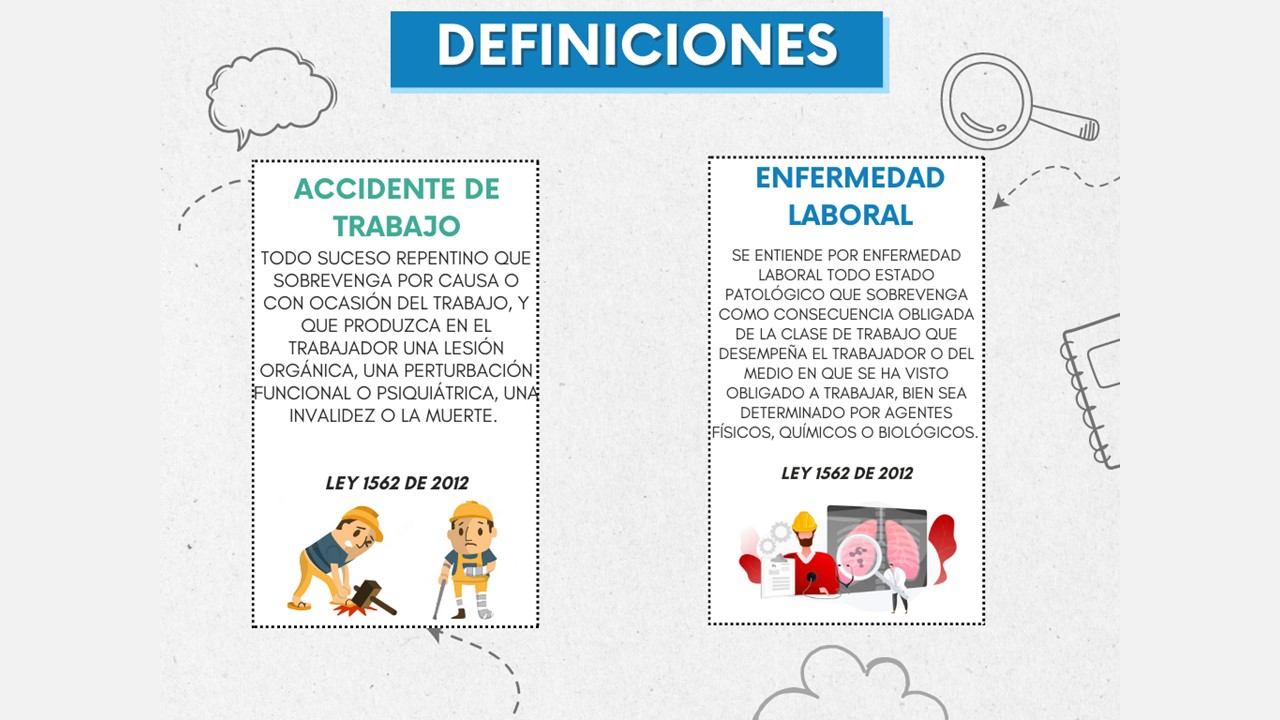 DEFINICIONES
ACCIDENTE DE
TRABAJO
TODO SUCESO REPENTINO QUE
SOBREVENGA POR CAUSA O
CON OCASIÓN DEL TRABAJO, Y
QUE PRODUZCA EN EL
TRABAJADOR UNA LESIÓN
ORGÁNICA, UNA PERTURBACIÓN
FUNCIONAL O PSIQUIÁTRICA, UNA
INVALIDEZ O LA MUERTE.
LEY 1562 DE 2012
ENFERMEDAD
LABORAL
SE ENTIENDE POR ENFERMEDAD
LABORAL TODO ESTADO
PATOLÓGICO QUE SOBREVENGA
COMO CONSECUENCIA OBLIGADA
DE LA CLASE DE TRABAJO QUE
DESEMPEÑA EL TRABAJADOR O DEL
MEDIO EN QUE SE HA VISTO
OBLIGADO A TRABAJAR, BIEN SEA
DETERMINADO POR AGENTES
FÍSICOS, QUÍMICOS O BIOLÓGICOS.
LEY 1562 DE 2012